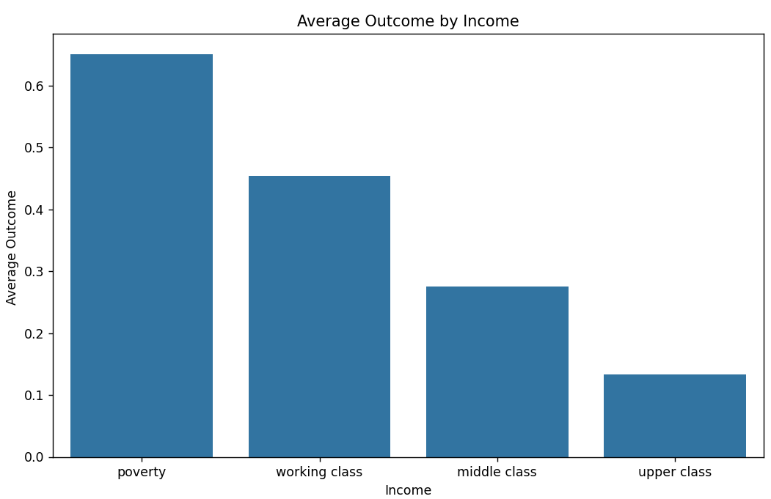 Average Outcome by Income
Average Outcome
0.6
0.5
0.4
0.3
0.2
0.1
0.0
poverty working class middle class upper class
Income